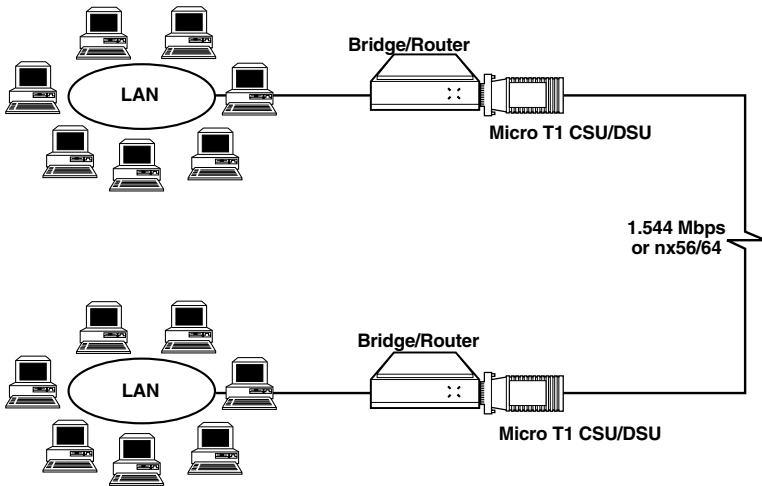 Bridge/Router
LAN
Micro T1 CSU/DSU
1.544 Mbps
or nx56/64
Bridge/Router
LAN
Micro T1 CSU/DSU